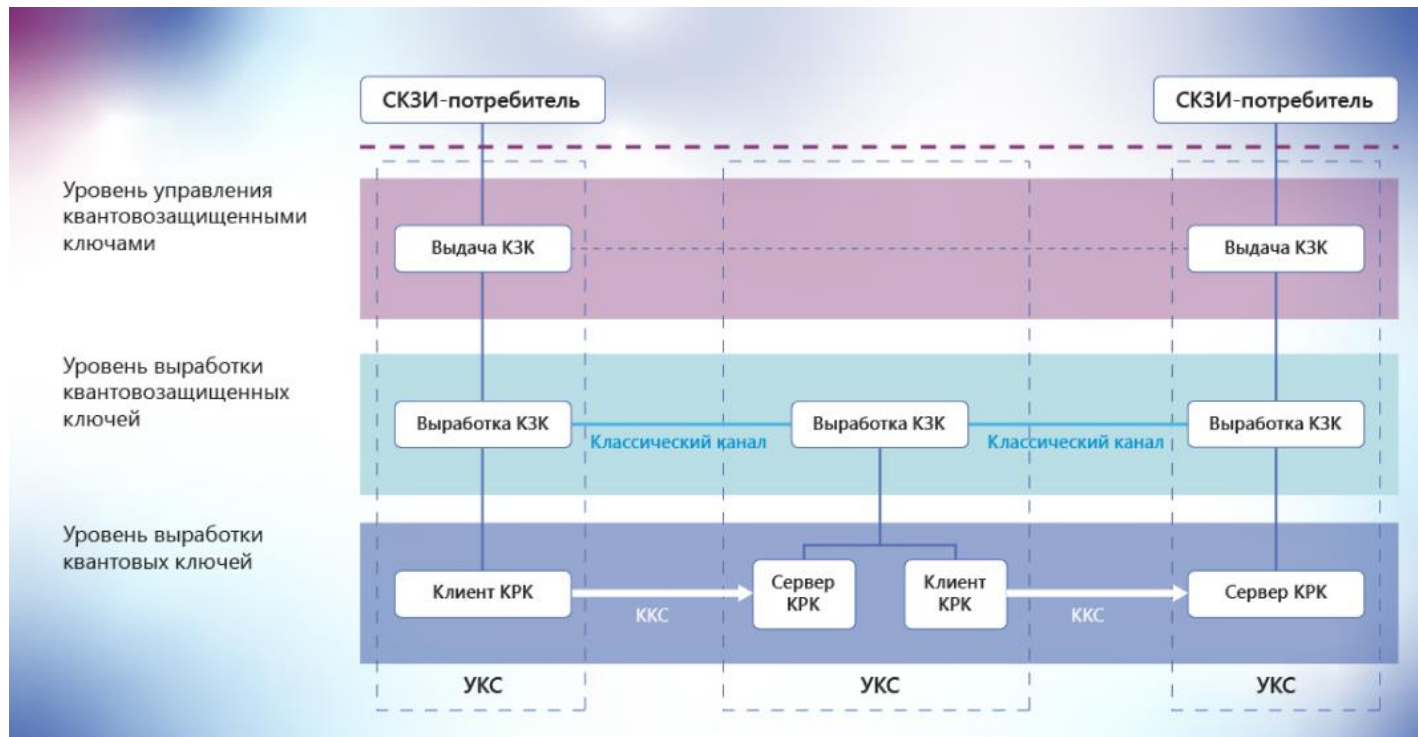 СКЗИ-потребитель
СКЗИ-потребитель
Уровень управления
квантовозащищенными
ключами
Выдача КЗК
Выдача КЗК
Уровень выработки
квантовозащищенных
ключей
Выработка КЗК
Классический канал
Выработка КЗК
Классический канал
Выработка КЗК
Уровень выработки
квантовых ключей
Клиент КРК
ККС
Сервер
КРК
Клиент
КРК
ККС
Сервер КРК
УКС
УКС
УКС